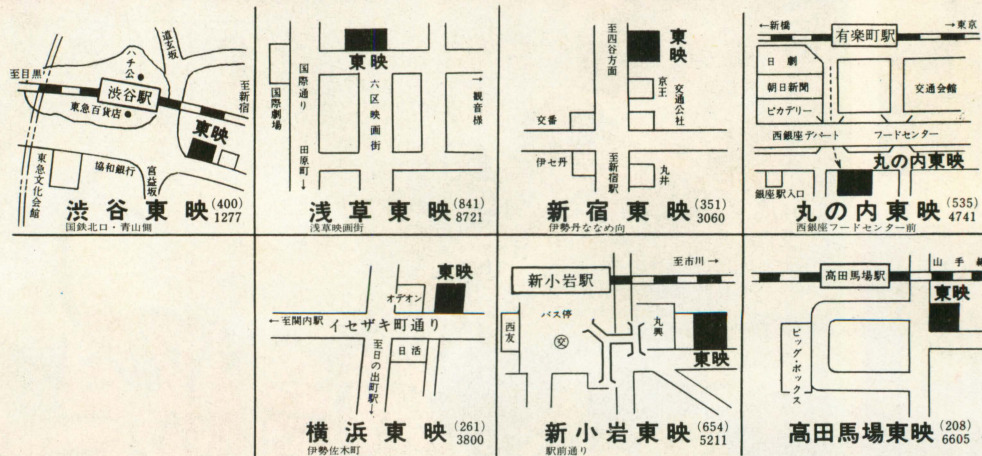 道玄坂
ハチ公
至目黒
渋谷駅
至新宿
東急百貨店
東映
東急文化会館
協和銀行
宮益坂
渋谷東映 (400) 1277
国鉄北口・青山側
東映
国際通り
国際劇場
六区映画街
→観音様
田原町↓
浅草東映 (841) 8721
浅草映画街
至四谷方面
東映
京王
交通公社
交番
伊セ丹
至新宿駅
丸井
新宿東映 (351) 3060
伊勢丹ななめ向
←新橋
→東京
有楽町駅
日劇
朝日新聞
ピカデリー
交通会館
西銀座デパート
フードセンター
丸の内東映
銀座駅入口
丸の内東映 (535) 4741
西銀座フードセンター前
東映
オデオン
←至関内駅
イセザキ町通り
日活
至日の出町駅↓
横浜東映 (261) 3800
伊勢佐木町
至市川→
新小岩駅
バス停
西友
交
丸興
東映
新小岩東映 (654) 5211
駅前通り
山手
高田馬場駅
東映
ビッグ・ボックス
高田馬場東映 (208) 6605